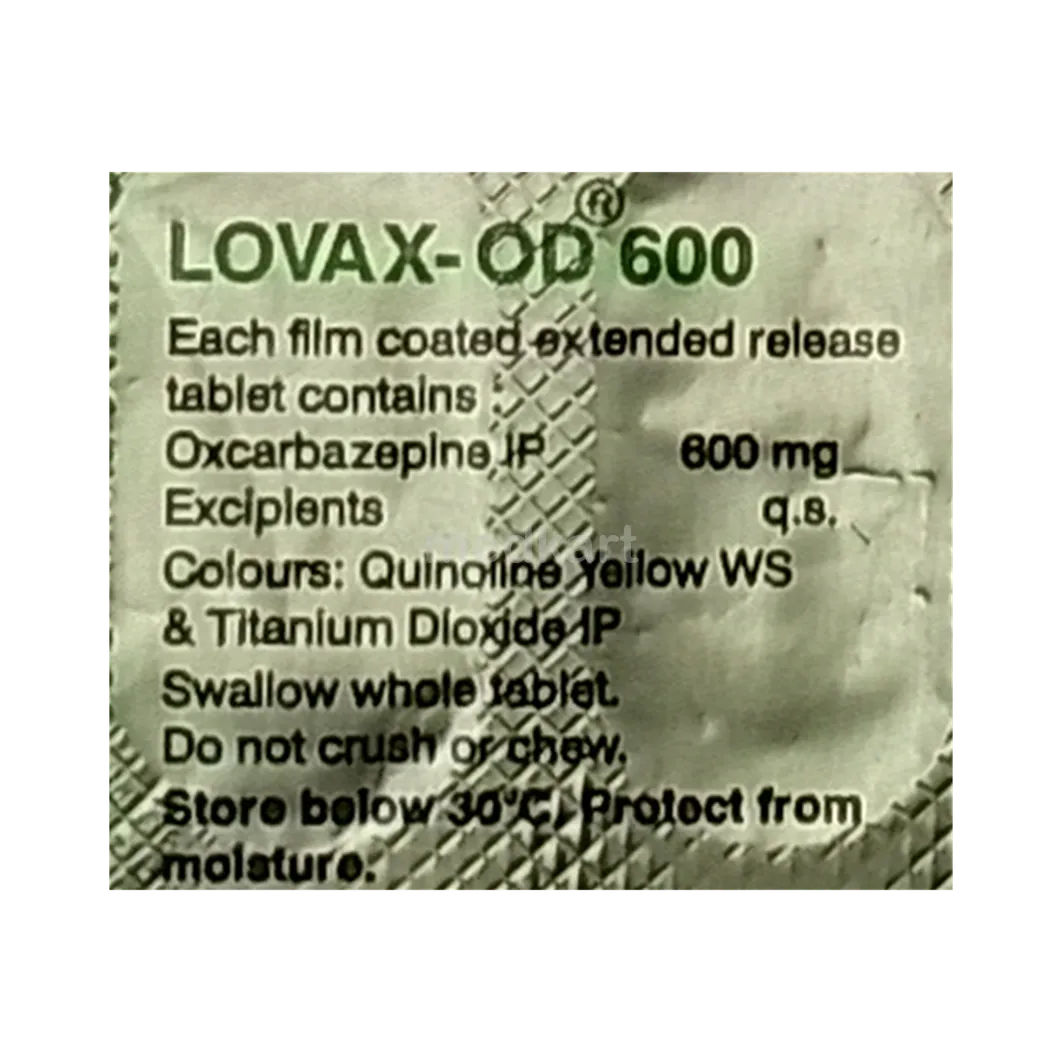 LOVAX-OD® 600
Each film coated extended release
tablet contains :
Oxcarbazepine IP 600 mg
Excipients q.s.
Colours: Quinoline Yellow WS
& Titanium Dioxide IP
Swallow whole tablet.
Do not crush or chew.
Store below 30°C. Protect from
moisture.